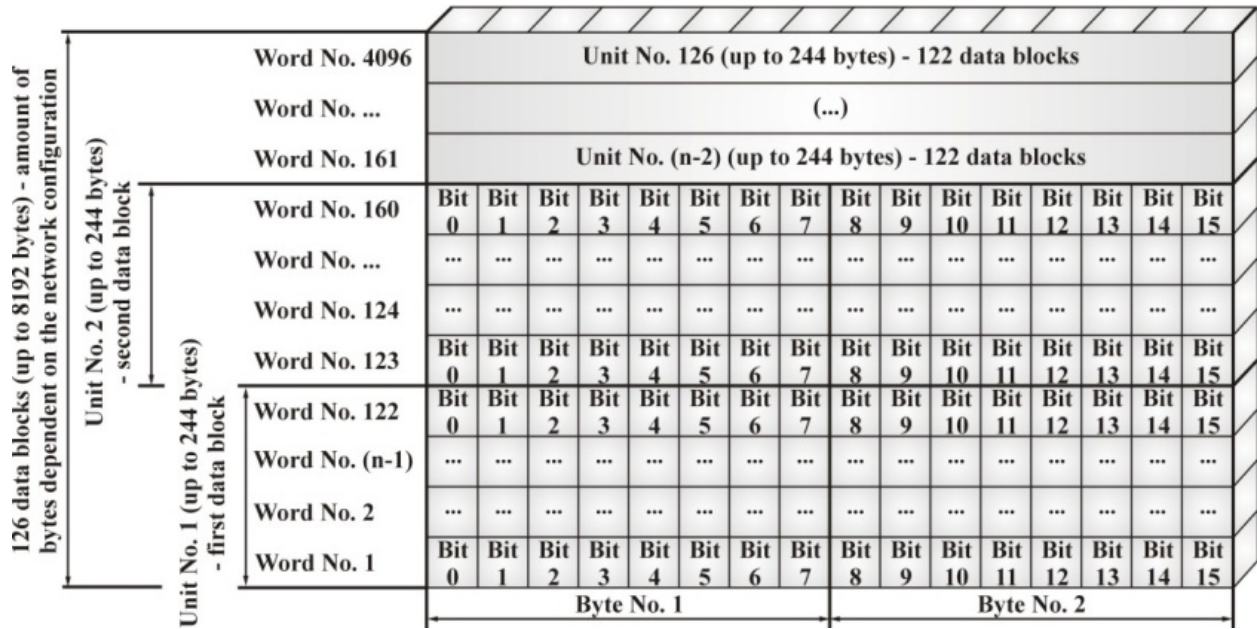 126 data blocks (up to 8192 bytes) - amount of
bytes dependent on the network configuration
Unit No. 2 (up to 244 bytes)
- second data block
Unit No. 1 (up to 244 bytes)
- first data block
Word No. 4096 Unit No. 126 (up to 244 bytes) - 122 data blocks
Word No. ... (...)
Word No. 161 Unit No. (n-2) (up to 244 bytes) - 122 data blocks
Word No. 160 Bit 0 Bit 1 Bit 2 Bit 3 Bit 4 Bit 5 Bit 6 Bit 7 Bit 8 Bit 9 Bit 10 Bit 11 Bit 12 Bit 13 Bit 14 Bit 15
Word No. ... ... ... ... ... ... ... ... ... ... ... ... ... ... ... ... ...
Word No. 124 ... ... ... ... ... ... ... ... ... ... ... ... ... ... ... ...
Word No. 123 Bit 0 Bit 1 Bit 2 Bit 3 Bit 4 Bit 5 Bit 6 Bit 7 Bit 8 Bit 9 Bit 10 Bit 11 Bit 12 Bit 13 Bit 14 Bit 15
Word No. 122 Bit 0 Bit 1 Bit 2 Bit 3 Bit 4 Bit 5 Bit 6 Bit 7 Bit 8 Bit 9 Bit 10 Bit 11 Bit 12 Bit 13 Bit 14 Bit 15
Word No. (n-1) ... ... ... ... ... ... ... ... ... ... ... ... ... ... ... ...
Word No. 2 ... ... ... ... ... ... ... ... ... ... ... ... ... ... ... ...
Word No. 1 Bit 0 Bit 1 Bit 2 Bit 3 Bit 4 Bit 5 Bit 6 Bit 7 Bit 8 Bit 9 Bit 10 Bit 11 Bit 12 Bit 13 Bit 14 Bit 15
Byte No. 1 Byte No. 2